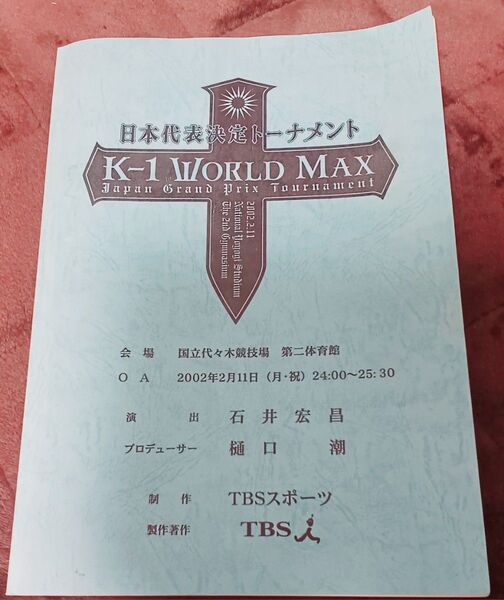 日本代表決定トーナメント
K-1 WORLD MAX
Japan Grand Prix Tournament
2002.2.11
National Yoyogi Stadium
The 2nd Gymnasium
会 場 国立代々木競技場 第二体育館
O A 2002年2月11日（月・祝）24:00〜25:30
演 出 石井宏昌
プロデューサー 樋口 潮
制 作 TBSスポーツ
製作著作 TBS